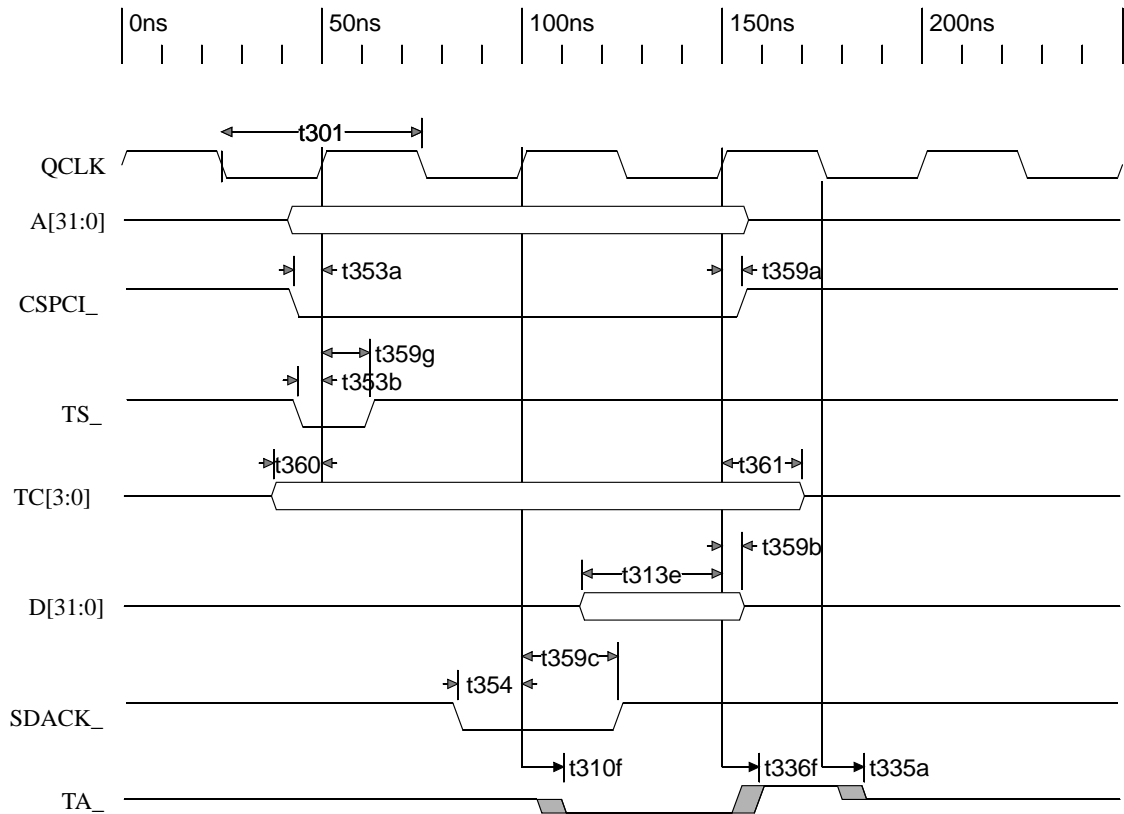 0ns 50ns 100ns 150ns 200ns
t301
QCLK
A[31:0]
t353a t359a
CSPCI_
t359g
t353b
TS_
t360 t361
TC[3:0]
t359b
t313e
D[31:0]
t359c
t354
SDACK_
t310f t336f t335a
TA_